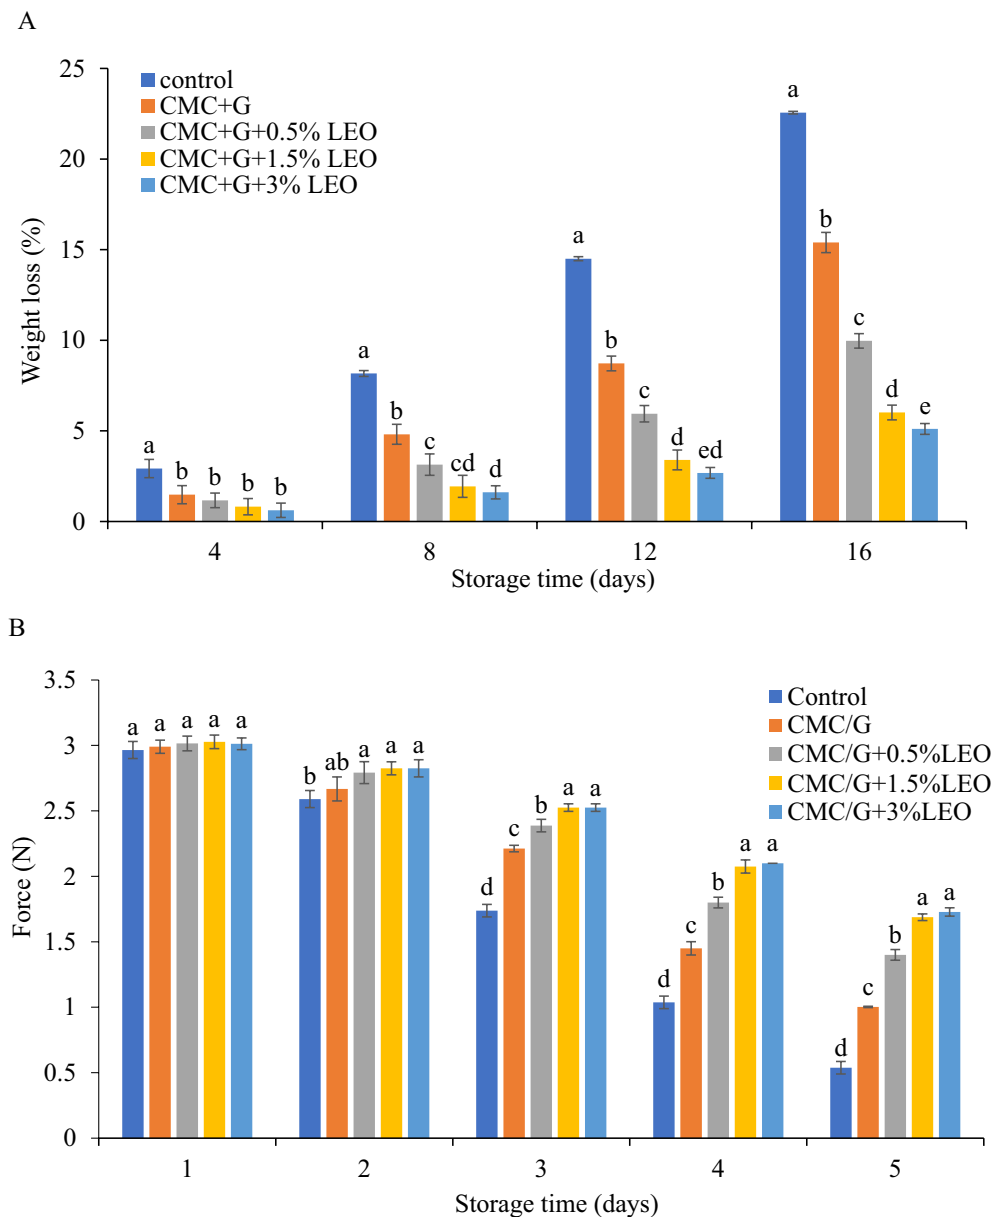 A
25
20
15
10
5
0
Weight loss (%)
control
CMC+G
CMC+G+0.5% LEO
CMC+G+1.5% LEO
CMC+G+3% LEO
a b b b b
a b c cd d
a b c d ed
a b c d e
4 8 12 16
Storage time (days)
B
3.5
3
2.5
2
1.5
1
0.5
0
Force (N)
Control
CMC/G
CMC/G+0.5%LEO
CMC/G+1.5%LEO
CMC/G+3%LEO
a a a a a
b ab a a a
d c b a a
d c b a a
d c b a a
1 2 3 4 5
Storage time (days)